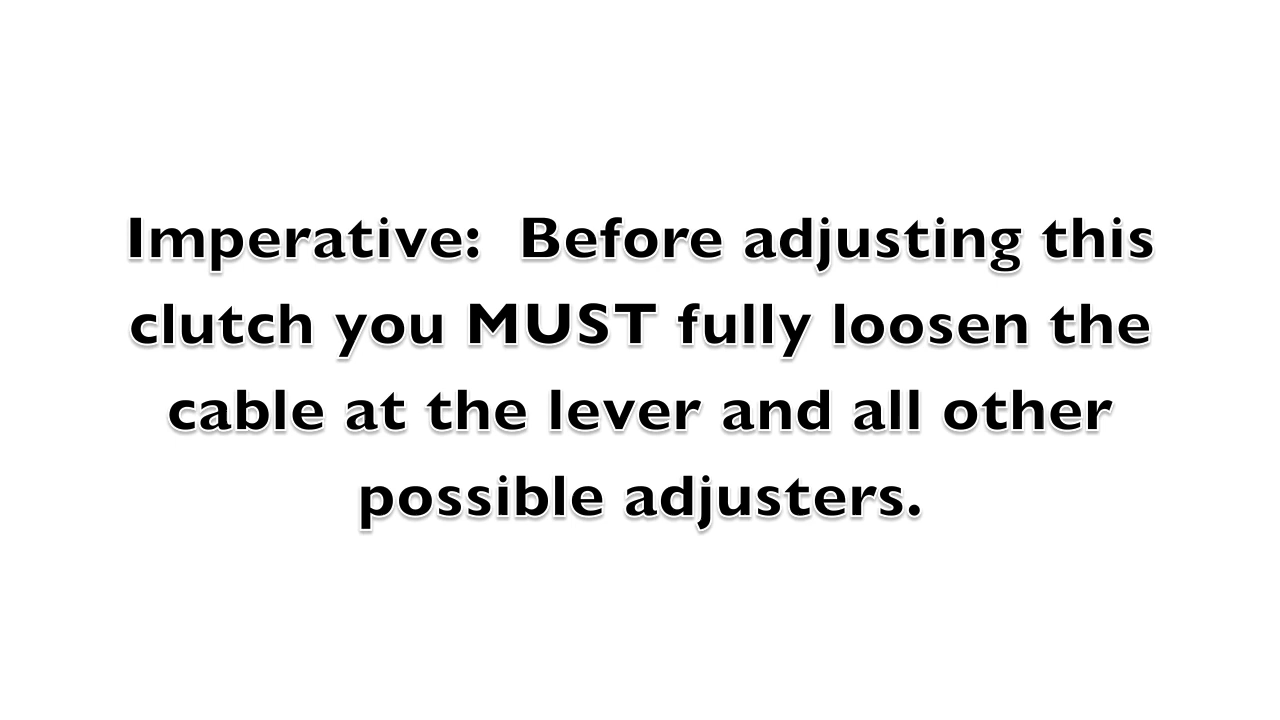 Imperative:  Before adjusting this
clutch you MUST fully loosen the
cable at the lever and all other
possible adjusters.